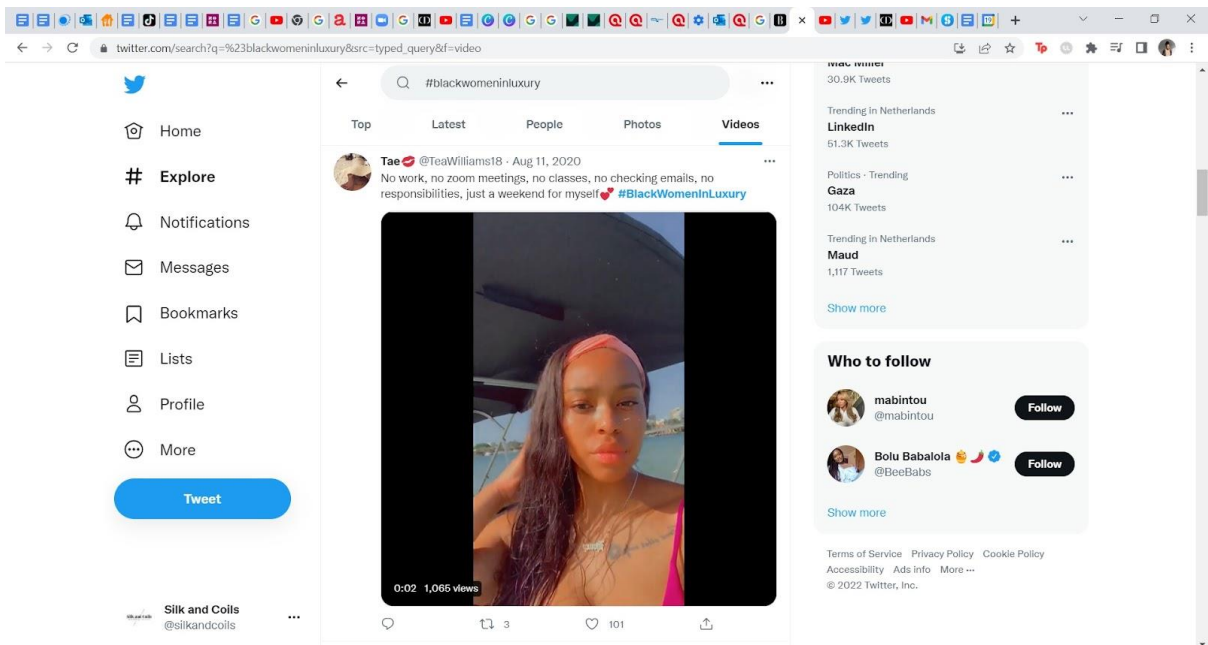 twitter.com/search?q=%23blackwomeninluxury&src=typed_query&f=video
Home
Explore
Notifications
Messages
Bookmarks
Lists
Profile
More
Tweet
Silk and Coils
@silkandcoils
#blackwomeninluxury
Top Latest People Photos Videos
Tae💋 @TeaWilliams18 · Aug 11, 2020
No work, no zoom meetings, no classes, no checking emails, no
responsibilities, just a weekend for myself💕 #BlackWomenInLuxury
0:02 1,065 views
3 101
Mac Miller
30.9K Tweets
Trending in Netherlands
LinkedIn
51.3K Tweets
Politics · Trending
Gaza
104K Tweets
Trending in Netherlands
Maud
1,117 Tweets
Show more
Who to follow
mabintou
@mabintou
Follow
Bolu Babalola
@BeeBabs
Follow
Show more
Terms of Service Privacy Policy Cookie Policy
Accessibility Ads info More ···
© 2022 Twitter, Inc.